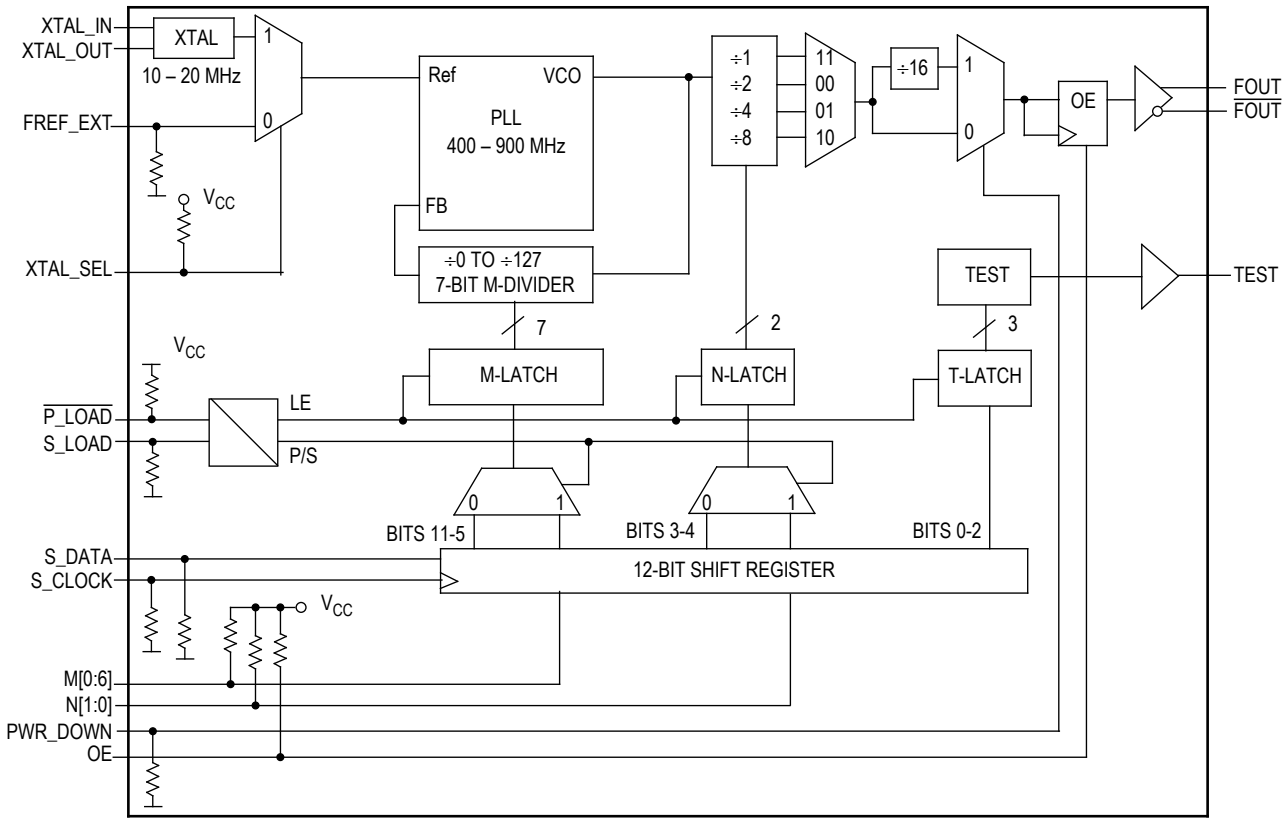 XTAL_IN
XTAL_OUT
XTAL
10 – 20 MHz
1
0
FREF_EXT
VCC
XTAL_SEL
Ref
VCO
PLL
400 – 900 MHz
FB
÷0 TO ÷127
7-BIT M-DIVIDER
÷1
÷2
÷4
÷8
11
00
01
10
÷16
1
0
OE
FOUT
FOUT
TEST
TEST
7
2
3
VCC
M-LATCH
N-LATCH
T-LATCH
P_LOAD
S_LOAD
LE
P/S
0
1
0
1
BITS 11-5
BITS 3-4
BITS 0-2
S_DATA
S_CLOCK
12-BIT SHIFT REGISTER
VCC
M[0:6]
N[1:0]
PWR_DOWN
OE